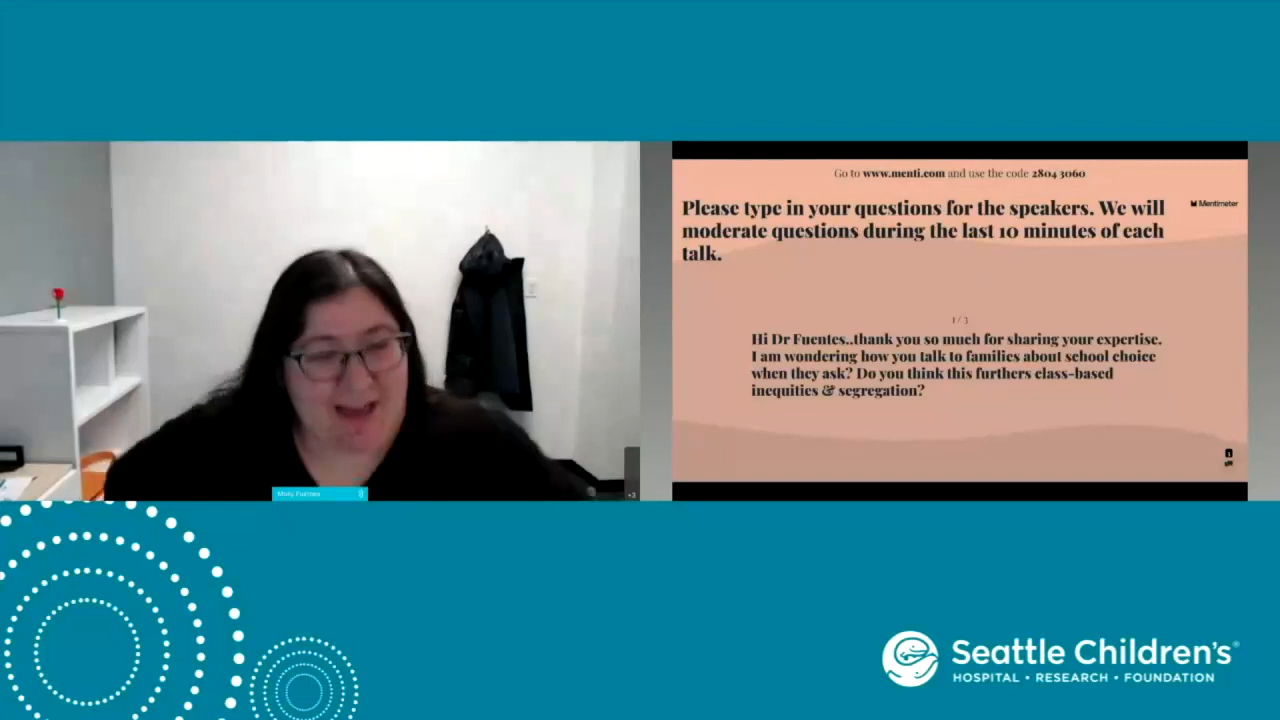 Go to www.menti.com and use the code 2804 3060
Please type in your questions for the speakers. We will
moderate questions during the last 10 minutes of each
talk.
Mentimeter
1 / 3
Hi Dr Fuentes..thank you so much for sharing your expertise.
I am wondering how you talk to families about school choice
when they ask? Do you think this furthers class-based
inequities & segregation?
Molly Fuentes
+3
Seattle Children's®
HOSPITAL • RESEARCH • FOUNDATION